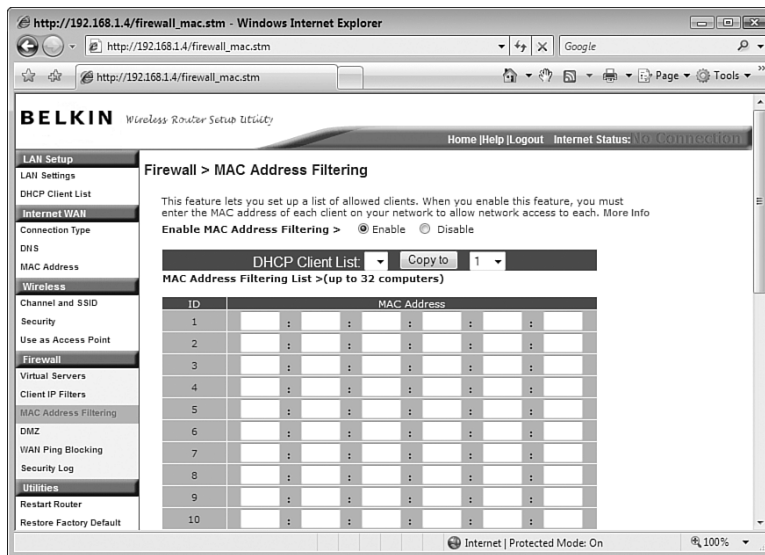 http://192.168.1.4/firewall_mac.stm - Windows Internet Explorer
http://192.168.1.4/firewall_mac.stm
Google
http://192.168.1.4/firewall_mac.stm
Page
Tools
BELKIN Wireless Router Setup Utility
Home |Help |Logout Internet Status: No Connection
LAN Setup
LAN Settings
DHCP Client List
Internet WAN
Connection Type
DNS
MAC Address
Wireless
Channel and SSID
Security
Use as Access Point
Firewall
Virtual Servers
Client IP Filters
MAC Address Filtering
DMZ
WAN Ping Blocking
Security Log
Utilities
Restart Router
Restore Factory Default
Firewall > MAC Address Filtering
This feature lets you set up a list of allowed clients. When you enable this feature, you must
enter the MAC address of each client on your network to allow network access to each. More Info
Enable MAC Address Filtering > Enable Disable
DHCP Client List: Copy to 1
MAC Address Filtering List >(up to 32 computers)
ID MAC Address
1 : : : : :
2 : : : : :
3 : : : : :
4 : : : : :
5 : : : : :
6 : : : : :
7 : : : : :
8 : : : : :
9 : : : : :
10 : : : : :
Internet | Protected Mode: On
100%